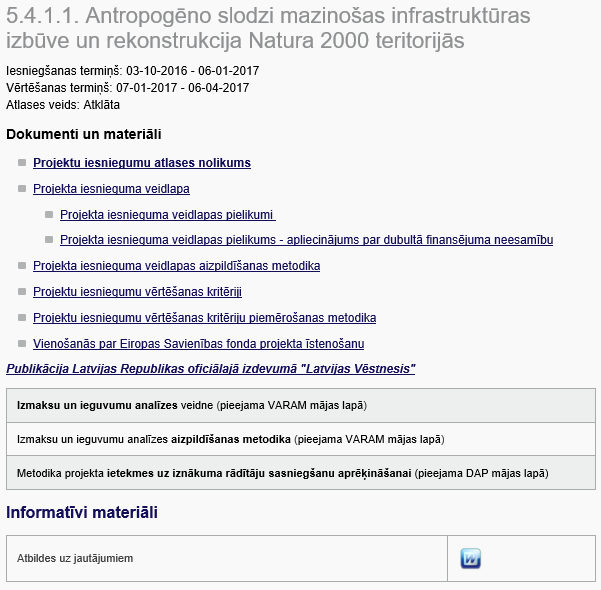 5.4.1.1. Antropogēno slodzi mazinošas infrastruktūras
izbūve un rekonstrukcija Natura 2000 teritorijās
Iesniegšanas termiņš: 03-10-2016 - 06-01-2017
Vērtēšanas termiņš: 07-01-2017 - 06-04-2017
Atlases veids: Atklāta
Dokumenti un materiāli
Projektu iesniegumu atlases nolikums
Projekta iesnieguma veidlapa
Projekta iesnieguma veidlapas pielikumi
Projekta iesnieguma veidlapas pielikums - apliecinājums par dubultā finansējuma neesamību
Projekta iesnieguma veidlapas aizpildīšanas metodika
Projektu iesniegumu vērtēšanas kritēriji
Projektu iesniegumu vērtēšanas kritēriju piemērošanas metodika
Vienošanās par Eiropas Savienības fonda projekta īstenošanu
Publikācija Latvijas Republikas oficiālajā izdevumā "Latvijas Vēstnesis"
Izmaksu un ieguvumu analīzes veidne (pieejama VARAM mājas lapā)
Izmaksu un ieguvumu analīzes aizpildīšanas metodika (pieejama VARAM mājas lapā)
Metodika projekta ietekmes uz iznākuma rādītāju sasniegšanu aprēķināšanai (pieejama DAP mājas lapā)
Informatīvi materiāli
Atbildes uz jautājumiem